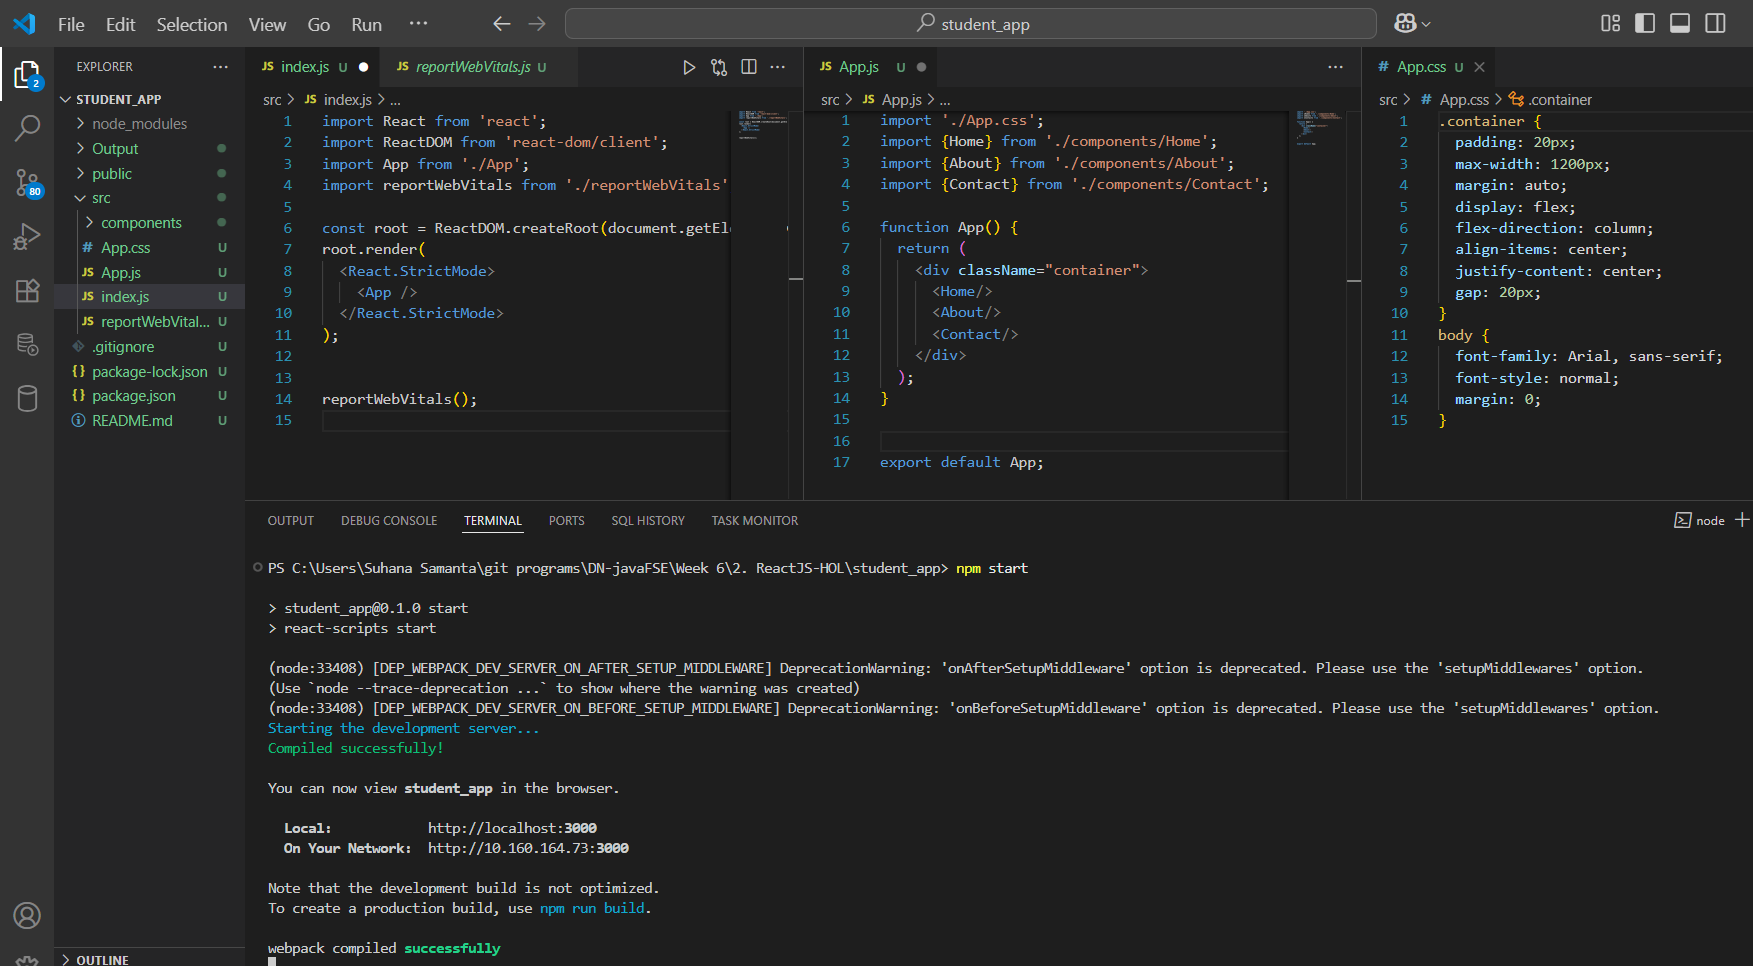 File Edit Selection View Go Run ··· student_app
EXPLORER ···
2
80
STUDENT_APP
node_modules
Output
public
src
components
# App.css U
JS App.js U
JS index.js U
JS reportWebVital... U
.gitignore U
{} package-lock.json U
{} package.json U
README.md U
OUTLINE
JS index.js U ● JS reportWebVitals.js U ···
src > JS index.js > ...
1 import React from 'react';
2 import ReactDOM from 'react-dom/client';
3 import App from './App';
4 import reportWebVitals from './reportWebVitals'
5
6 const root = ReactDOM.createRoot(document.getEl
7 root.render(
8 <React.StrictMode>
9 <App />
10 </React.StrictMode>
11 );
12
13
14 reportWebVitals();
15
JS App.js U ● ···
src > JS App.js > ...
1 import './App.css';
2 import {Home} from './components/Home';
3 import {About} from './components/About';
4 import {Contact} from './components/Contact';
5
6 function App() {
7 return (
8 <div className="container">
9 <Home/>
10 <About/>
11 <Contact/>
12 </div>
13 );
14 }
15
16
17 export default App;
# App.css U ×
src > # App.css > .container
1 .container {
2 padding: 20px;
3 max-width: 1200px;
4 margin: auto;
5 display: flex;
6 flex-direction: column;
7 align-items: center;
8 justify-content: center;
9 gap: 20px;
10 }
11 body {
12 font-family: Arial, sans-serif;
13 font-style: normal;
14 margin: 0;
15 }
OUTPUT DEBUG CONSOLE TERMINAL PORTS SQL HISTORY TASK MONITOR node +
PS C:\Users\Suhana Samanta\git programs\DN-javaFSE\Week 6\2. ReactJS-HOL\student_app> npm start
> student_app@0.1.0 start
> react-scripts start
(node:33408) [DEP_WEBPACK_DEV_SERVER_ON_AFTER_SETUP_MIDDLEWARE] DeprecationWarning: 'onAfterSetupMiddleware' option is deprecated. Please use the 'setupMiddlewares' option.
(Use `node --trace-deprecation ...` to show where the warning was created)
(node:33408) [DEP_WEBPACK_DEV_SERVER_ON_BEFORE_SETUP_MIDDLEWARE] DeprecationWarning: 'onBeforeSetupMiddleware' option is deprecated. Please use the 'setupMiddlewares' option.
Starting the development server...
Compiled successfully!
You can now view student_app in the browser.
Local: http://localhost:3000
On Your Network: http://10.160.164.73:3000
Note that the development build is not optimized.
To create a production build, use npm run build.
webpack compiled successfully